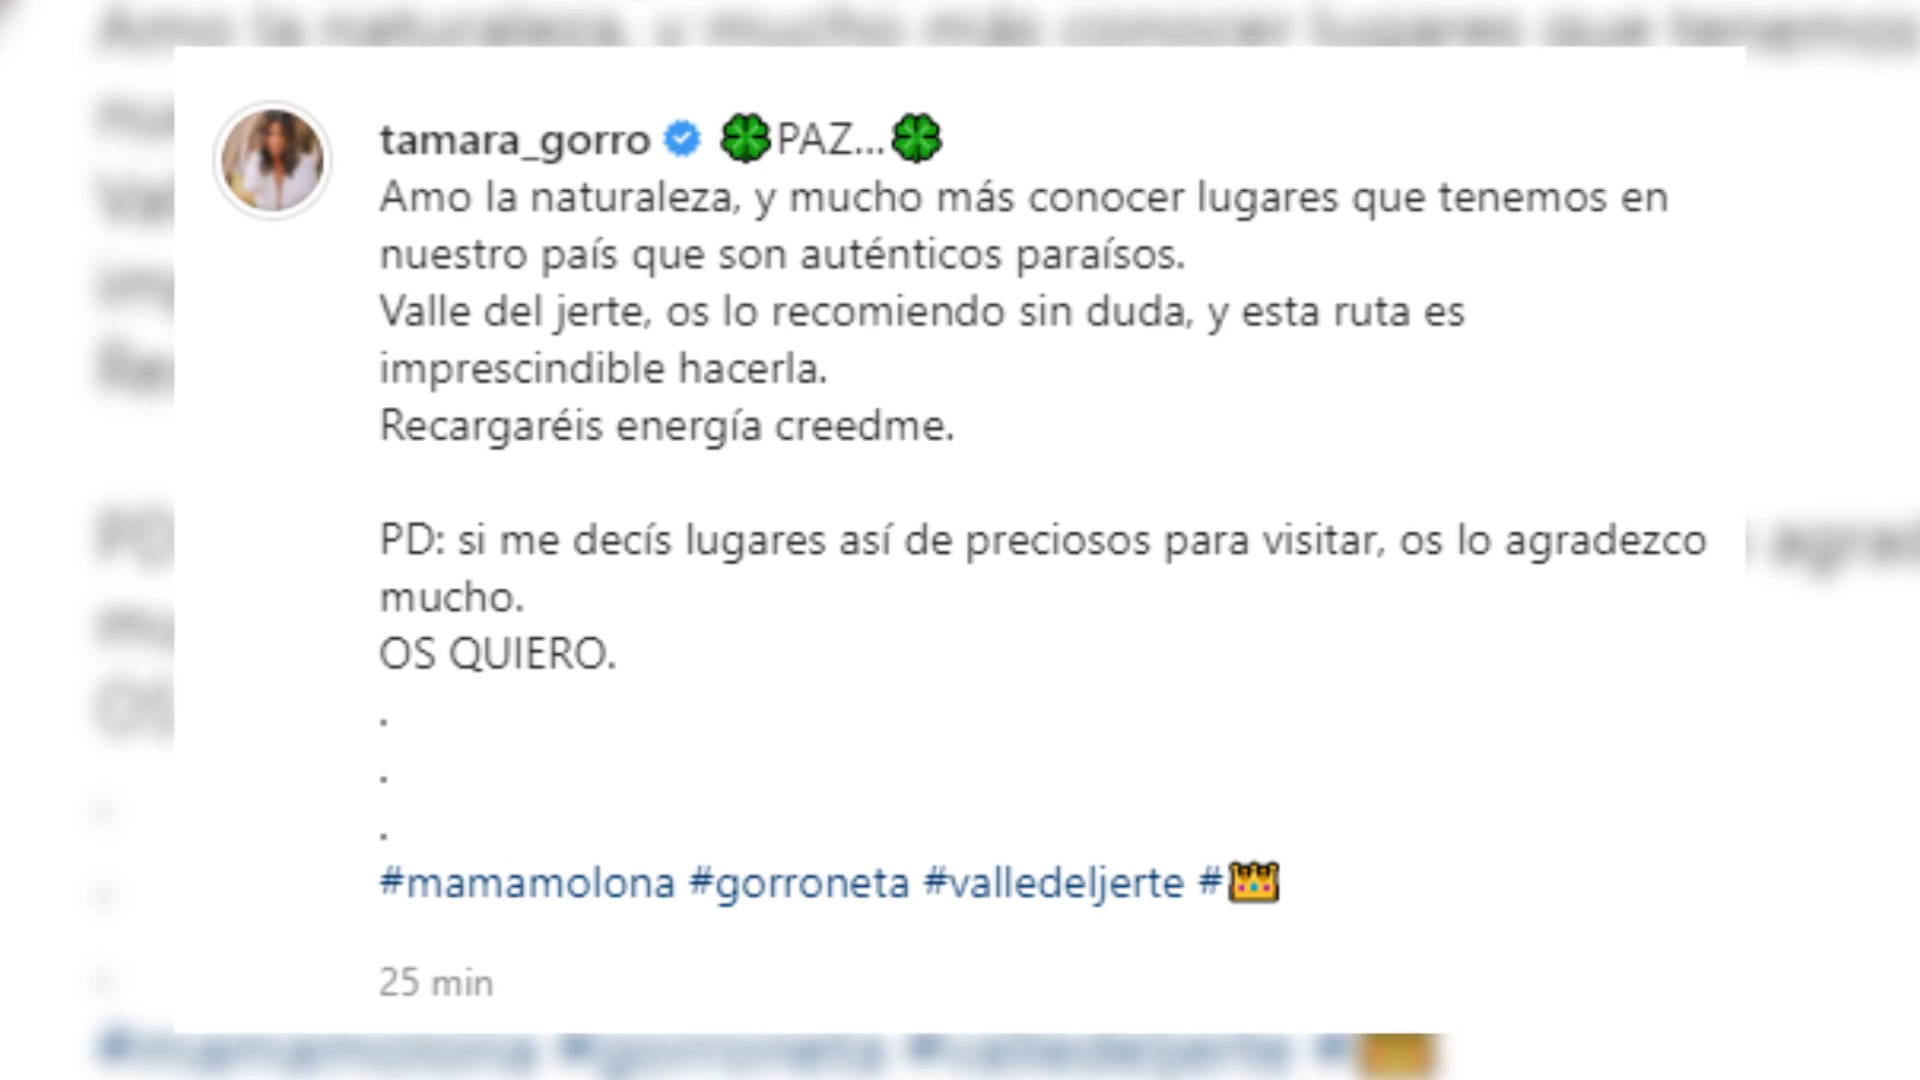 tamara_gorro 🍀PAZ...🍀
Amo la naturaleza, y mucho más conocer lugares que tenemos en
nuestro país que son auténticos paraísos.
Valle del jerte, os lo recomiendo sin duda, y esta ruta es
imprescindible hacerla.
Recargaréis energía creedme.
PD: si me decís lugares así de preciosos para visitar, os lo agradezco
mucho.
OS QUIERO.
.
.
.
#mamamolona #gorroneta #valledeljerte #👑
25 min